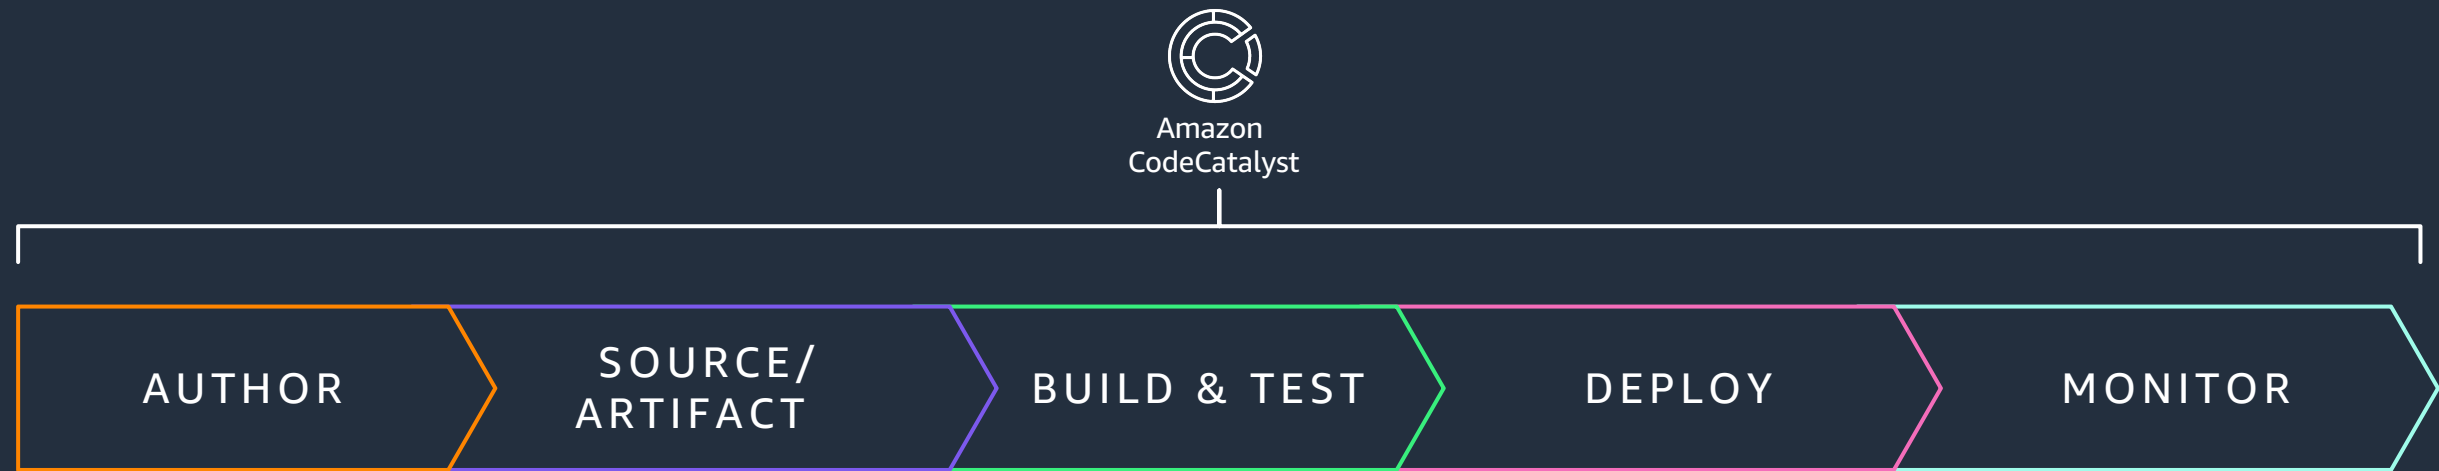 Amazon
CodeCatalyst
AUTHOR
SOURCE/
ARTIFACT
BUILD & TEST
DEPLOY
MONITOR